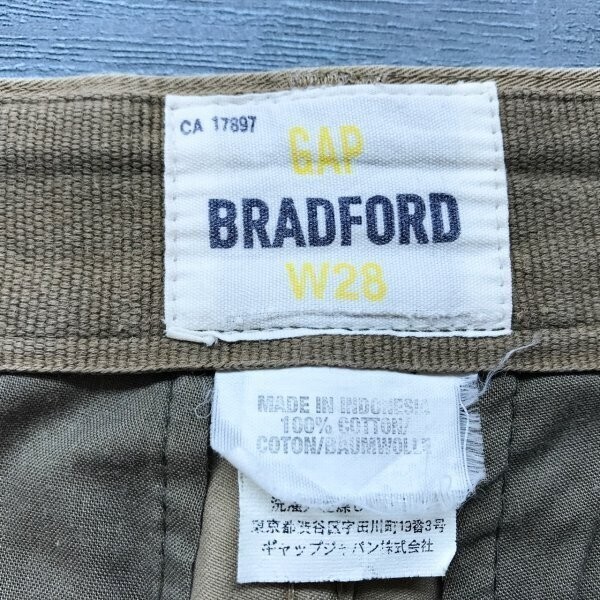 CA 17897
GAP
BRADFORD
W28
MADE IN INDONESIA
100% COTTON/
COTON/BAUMWOLLE
東京都渋谷区宇田川町19番3号
ギャップジャパン株式会社